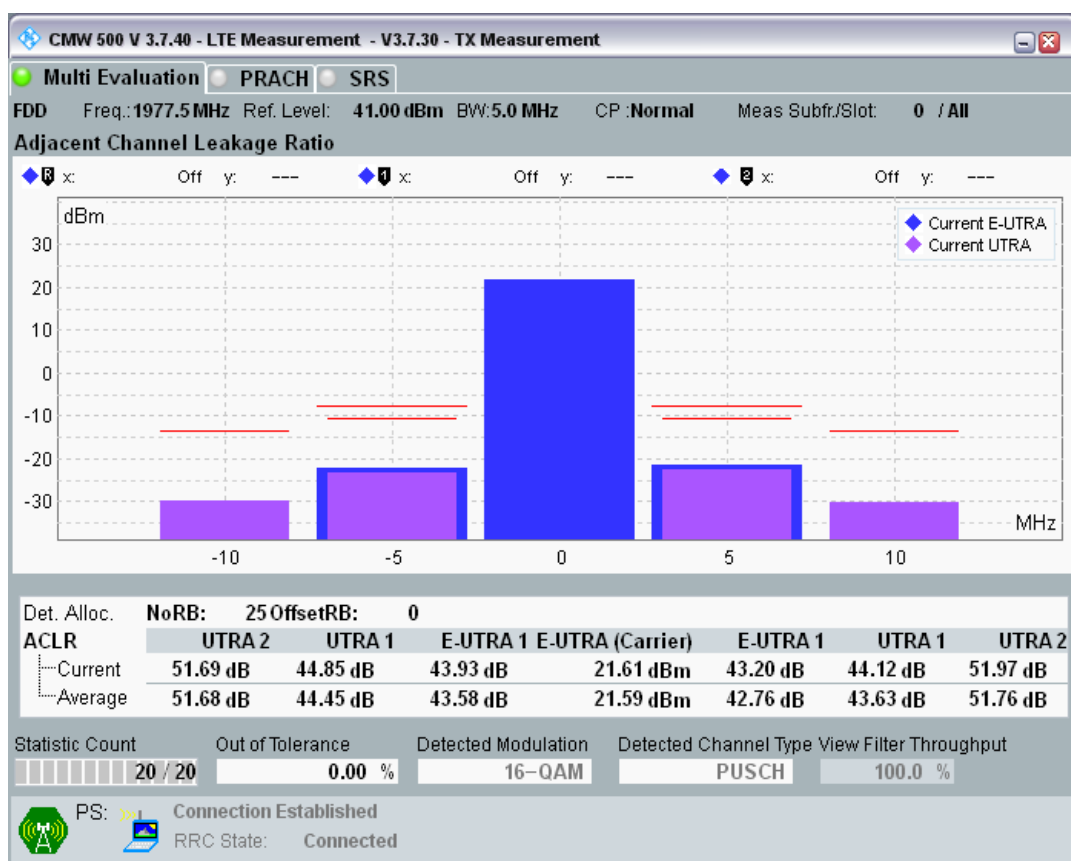 CMW 500 V 3.7.40 - LTE Measurement - V3.7.30 - TX Measurement
Multi Evaluation PRACH SRS
FDD Freq.: 1977.5 MHz Ref. Level: 41.00 dBm BW: 5.0 MHz CP : Normal Meas Subfr./Slot: 0 / All
Adjacent Channel Leakage Ratio
R x: Off y: --- 1 x: Off y: --- 2 x: Off y: ---
dBm
Current E-UTRA
Current UTRA
30
20
10
0
-10
-20
-30
MHz
-10 -5 0 5 10
Det. Alloc. NoRB: 25 OffsetRB: 0
ACLR UTRA 2 UTRA 1 E-UTRA 1 E-UTRA (Carrier) E-UTRA 1 UTRA 1 UTRA 2
Current 51.69 dB 44.85 dB 43.93 dB 21.61 dBm 43.20 dB 44.12 dB 51.97 dB
Average 51.68 dB 44.45 dB 43.58 dB 21.59 dBm 42.76 dB 43.63 dB 51.76 dB
Statistic Count Out of Tolerance Detected Modulation Detected Channel Type View Filter Throughput
20 / 20 0.00 % 16-QAM PUSCH 100.0 %
PS: Connection Established
RRC State: Connected